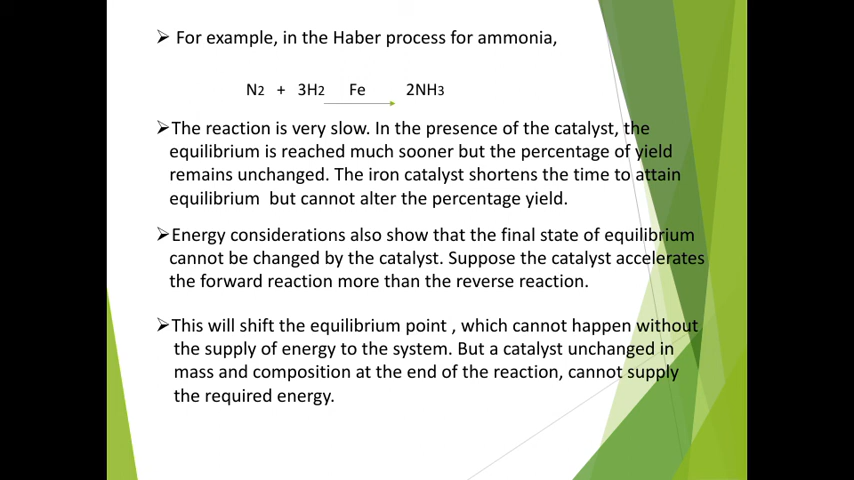 ➢ For example, in the Haber process for ammonia,
N2 + 3H2 Fe 2NH3
➢The reaction is very slow. In the presence of the catalyst, the
equilibrium is reached much sooner but the percentage of yield
remains unchanged. The iron catalyst shortens the time to attain
equilibrium but cannot alter the percentage yield.
➢Energy considerations also show that the final state of equilibrium
cannot be changed by the catalyst. Suppose the catalyst accelerates
the forward reaction more than the reverse reaction.
➢This will shift the equilibrium point , which cannot happen without
the supply of energy to the system. But a catalyst unchanged in
mass and composition at the end of the reaction, cannot supply
the required energy.